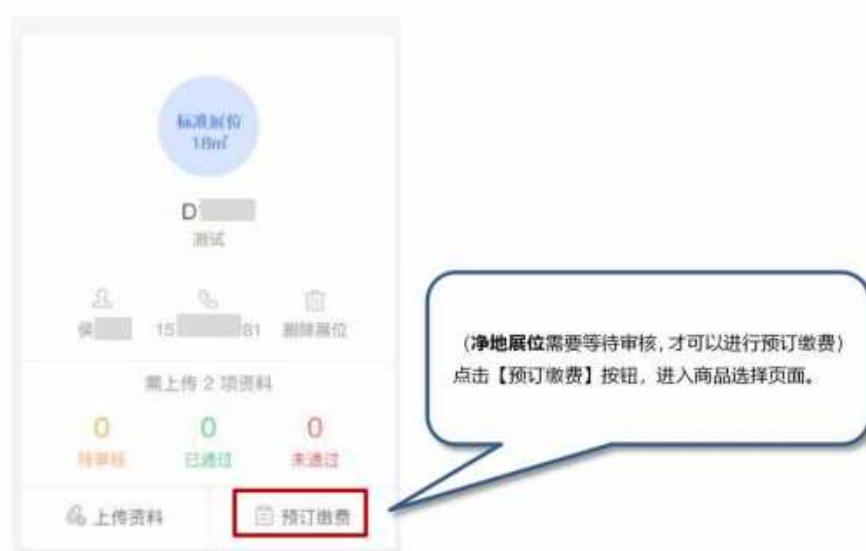 标准展位
18㎡
D
测试
侯
15 81
删除展位
需上传 2 项资料
0
0
0
待审核
已通过
未通过
上传资料
预订缴费
（净地展位需要等待审核，才可以进行预订缴费）
点击【预订缴费】按钮，进入商品选择页面。